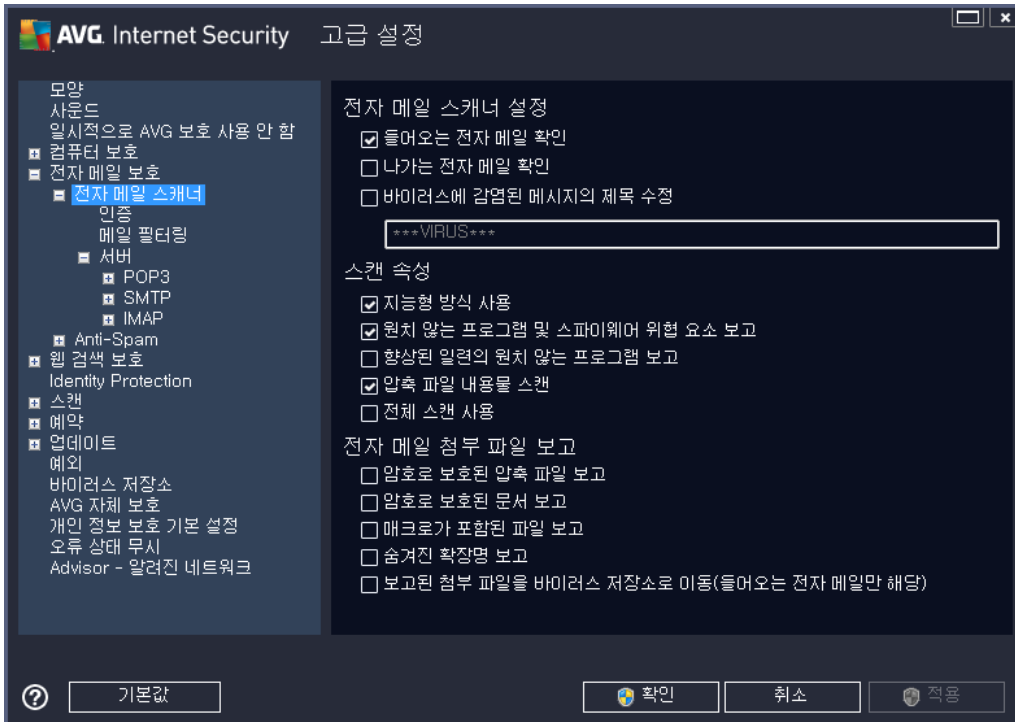 AVG. Internet Security 고급 설정
모양
사운드
일시적으로 AVG 보호 사용 안 함
컴퓨터 보호
전자 메일 보호
전자 메일 스캐너
인증
메일 필터링
서버
POP3
SMTP
IMAP
Anti-Spam
웹 검색 보호
Identity Protection
스캔
예약
업데이트
예외
바이러스 저장소
AVG 자체 보호
개인 정보 보호 기본 설정
오류 상태 무시
Advisor - 알려진 네트워크
전자 메일 스캐너 설정
들어오는 전자 메일 확인
나가는 전자 메일 확인
바이러스에 감염된 메시지의 제목 수정
***VIRUS***
스캔 속성
지능형 방식 사용
원치 않는 프로그램 및 스파이웨어 위협 요소 보고
향상된 일련의 원치 않는 프로그램 보고
압축 파일 내용물 스캔
전체 스캔 사용
전자 메일 첨부 파일 보고
암호로 보호된 압축 파일 보고
암호로 보호된 문서 보고
매크로가 포함된 파일 보고
숨겨진 확장명 보고
보고된 첨부 파일을 바이러스 저장소로 이동(들어오는 전자 메일만 해당)
기본값
확인
취소
적용